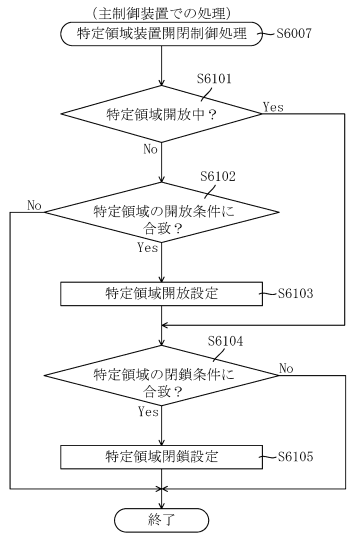 (主制御装置での処理)
特定領域装置開閉制御処理
S6007
S6101
特定領域開放中?
Yes
No
S6102
No
特定領域の開放条件に
合致?
Yes
特定領域開放設定
S6103
S6104
特定領域の閉鎖条件に
合致?
No
Yes
特定領域閉鎖設定
S6105
終了